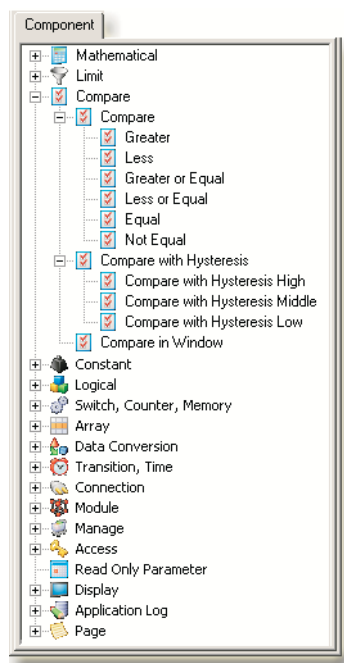 Component
Mathematical
Limit
Compare
Compare
Greater
Less
Greater or Equal
Less or Equal
Equal
Not Equal
Compare with Hysteresis
Compare with Hysteresis High
Compare with Hysteresis Middle
Compare with Hysteresis Low
Compare in Window
Constant
Logical
Switch, Counter, Memory
Array
Data Conversion
Transition, Time
Connection
Module
Manage
Access
Read Only Parameter
Display
Application Log
Page